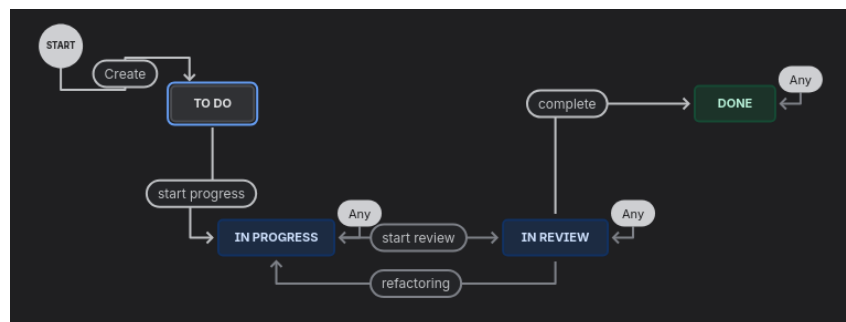 START
Create
TO DO
Any
complete
DONE
start progress
Any
Any
IN PROGRESS
start review
IN REVIEW
refactoring